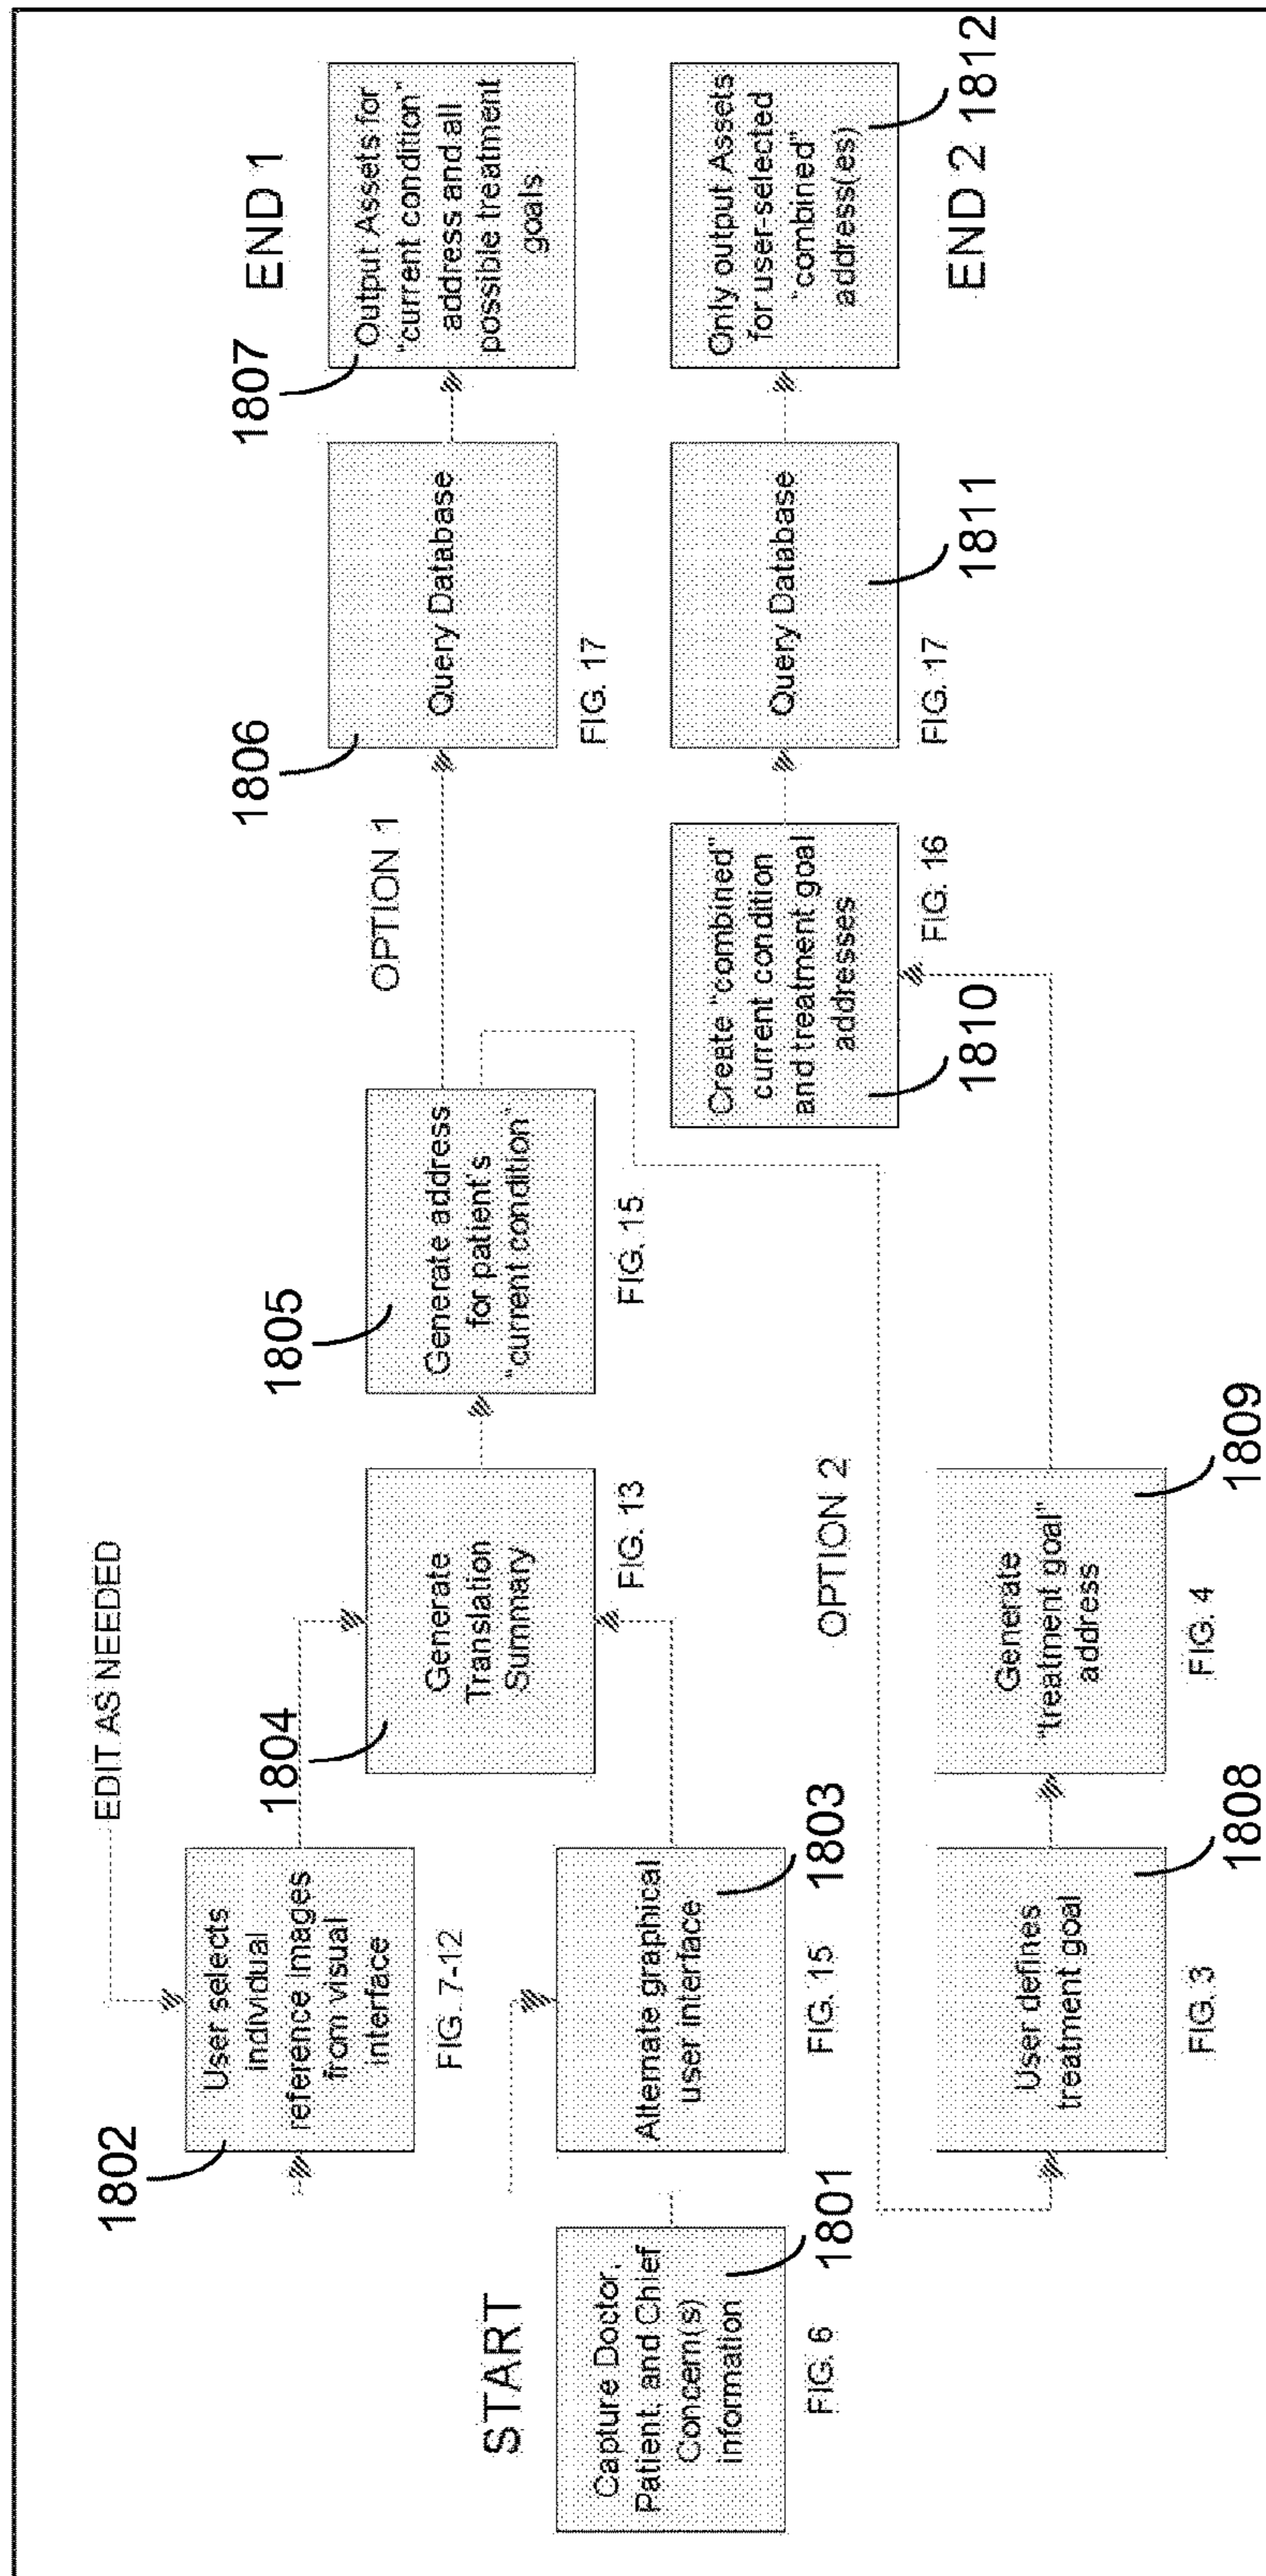 START
Capture Doctor,
Patient, and Chief
Concern(s)
information
1801
FIG. 6
EDIT AS NEEDED
1802
User selects
individual
reference images
from visual
interface
FIG. 7-12
Alternate graphical
user interface
1803
FIG. 15
1804
Generate
Translation
Summary
FIG. 13
1805
Generate address
for patient's
"current condition"
FIG. 15
OPTION 1
1806
Query Database
FIG. 17
1807
END 1
Output Assets for
"current condition"
address and all
possible treatment
goals.
OPTION 2
User defines
treatment goal
1808
FIG. 3
Generate
"treatment goal"
address
1809
FIG. 4
Create "combined"
current condition
and treatment goal
addresses
1810
FIG. 16
Query Database
1811
FIG. 17
Only output Assets
for user-selected
"combined"
address(es)
END 2
1812